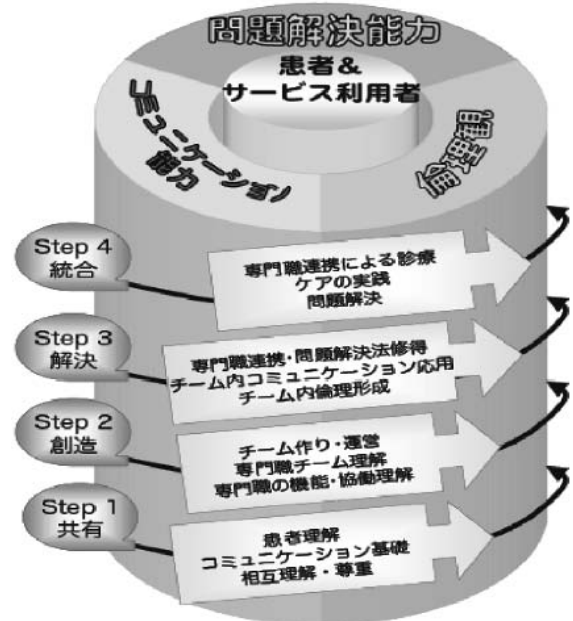 問題解決能力
患者&
サービス利用者
コミュニケーション
能力
倫理観
Step 4
統合
専門職連携による診療
ケアの実践
問題解決
Step 3
解決
専門職連携・問題解決法修得
チーム内コミュニケーション応用
チーム内倫理形成
Step 2
創造
チーム作り・運営
専門職チーム理解
専門職の機能・協働理解
Step 1
共有
患者理解
コミュニケーション基礎
相互理解・尊重